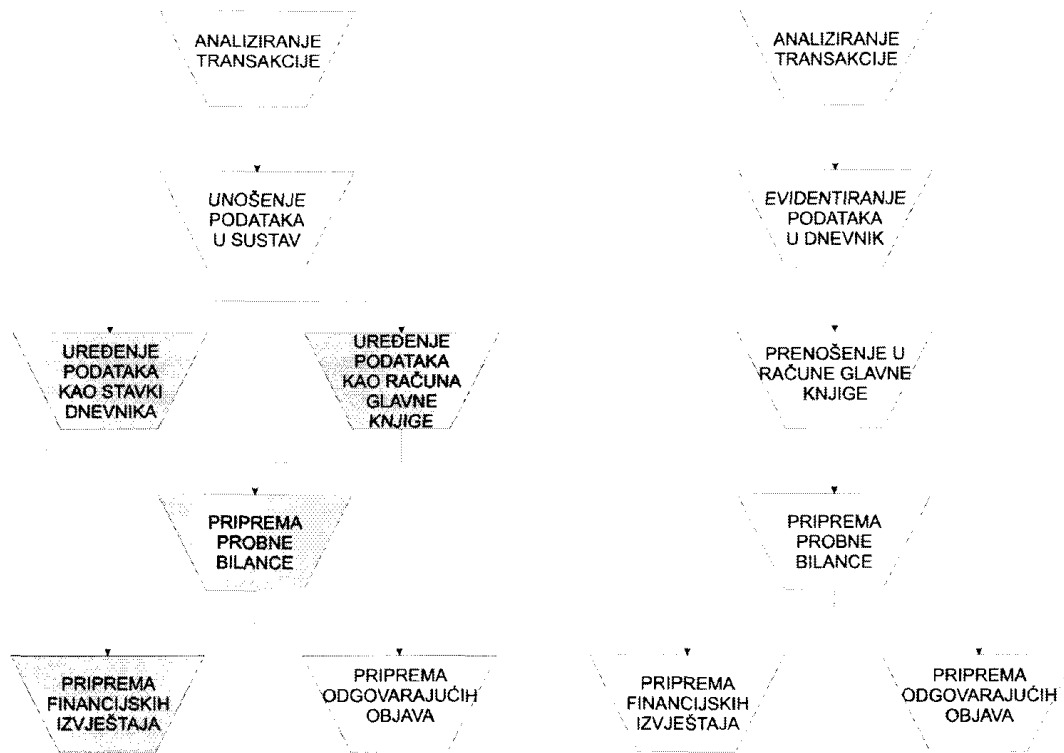 ANALIZIRANJE
TRANSAKCIJE
ANALIZIRANJE
TRANSAKCIJE
UNOŠENJE
PODATAKA
U SUSTAV
EVIDENTIRANJE
PODATAKA
U DNEVNIK
UREĐENJE
PODATAKA
KAO STAVKI
DNEVNIKA
UREĐENJE
PODATAKA
KAO RAČUNA
GLAVNE
KNJIGE
PRENOŠENJE U
RAČUNE GLAVNE
KNJIGE
PRIPREMA
PROBNE
BILANCE
PRIPREMA
PROBNE
BILANCE
PRIPREMA
FINANCIJSKIH
IZVJEŠTAJA
PRIPREMA
ODGOVARAJUĆIH
OBJAVA
PRIPREMA
FINANCIJSKIH
IZVJEŠTAJA
PRIPREMA
ODGOVARAJUĆIH
OBJAVA